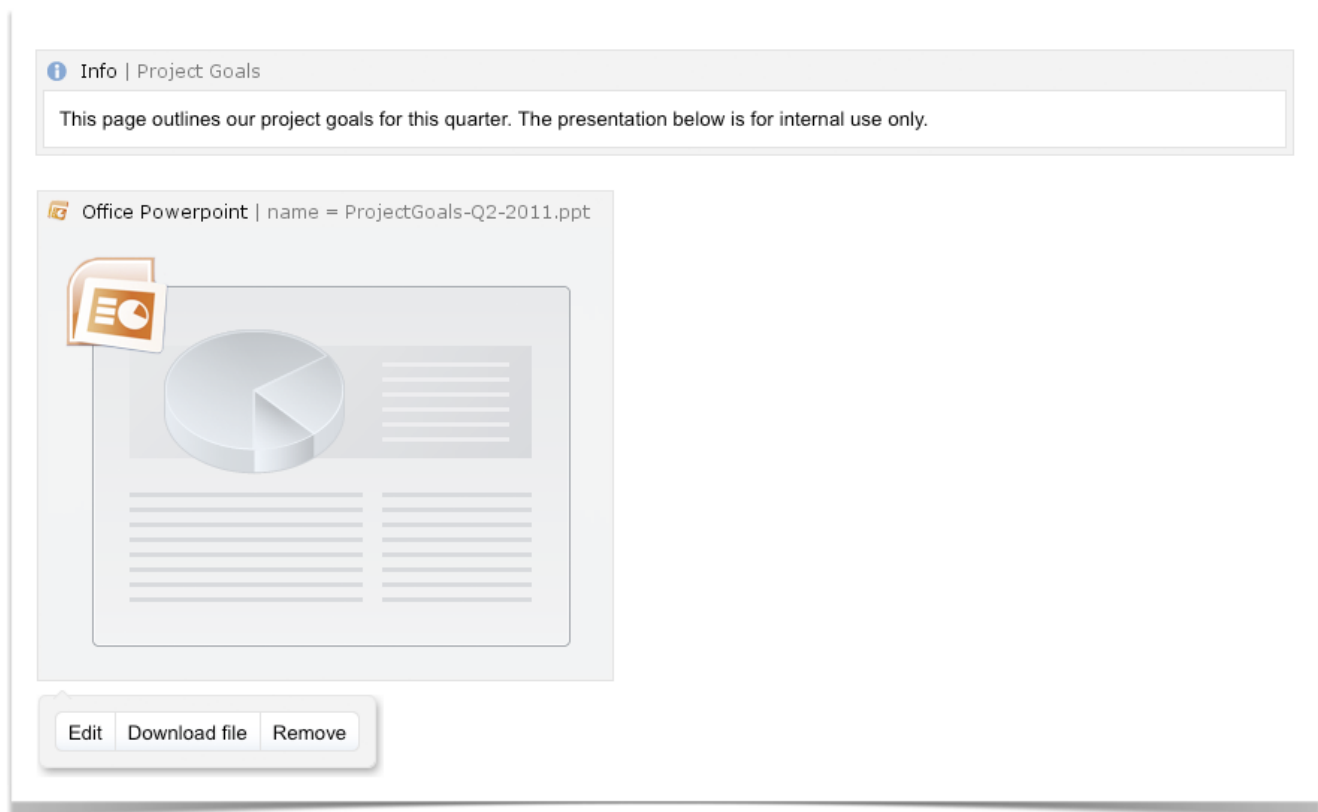 Info | Project Goals
This page outlines our project goals for this quarter. The presentation below is for internal use only.
Office Powerpoint | name = ProjectGoals-Q2-2011.ppt
Edit Download file Remove